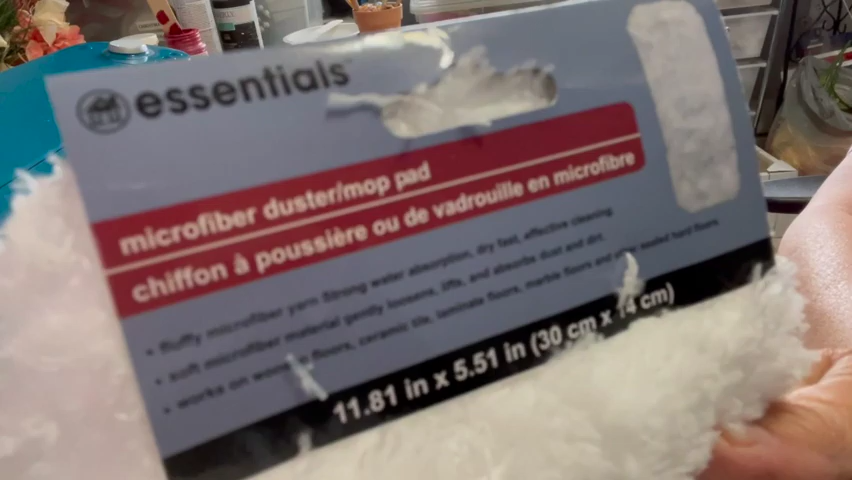 essentials
microfiber duster/mop pad
chiffon à poussière ou de vadrouille en microfibre
• fluffy microfiber yarn strong water absorption, dry fast, effective cleaning.
• soft microfiber material gently loosens, lifts, and absorbs dust and dirt.
• works on wooden floors, ceramic tile, laminate floors, marble floors and other sealed hard floors.
11.81 in x 5.51 in (30 cm x 14 cm)